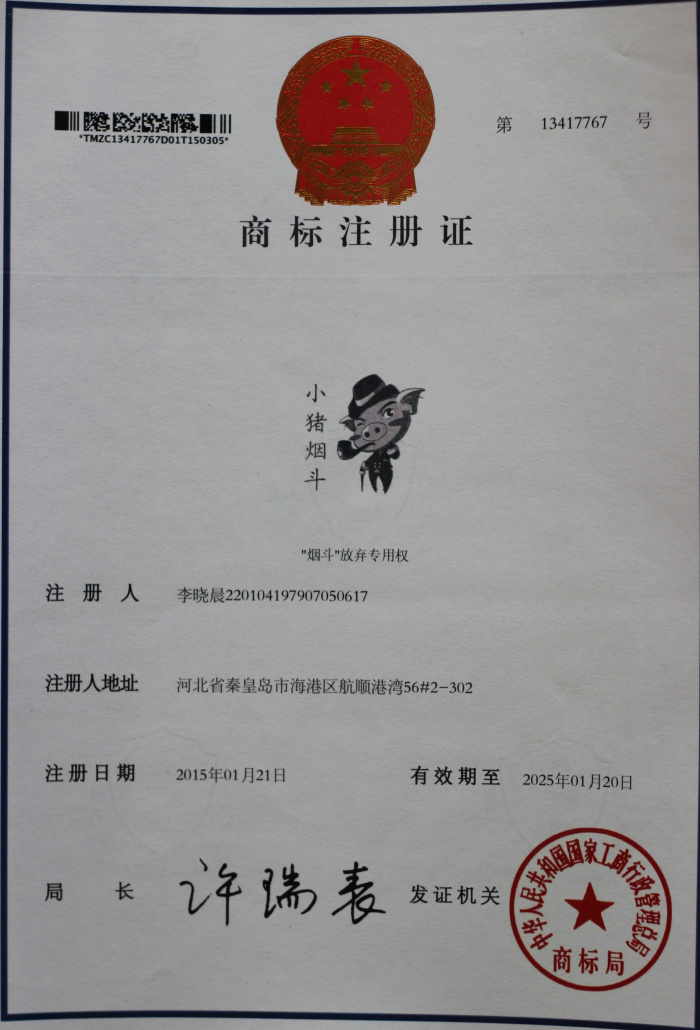 *TMZC13417767D01T150305*
第 13417767 号
商标注册证
小猪烟斗
"烟斗"放弃专用权
注册人 李晓晨220104197907050617
注册人地址 河北省秦皇岛市海港区航顺港湾56#2-302
注册日期 2015年01月21日 有效期至 2025年01月20日
局长 许瑞表 发证机关
中华人民共和国国家工商行政管理总局
商标局